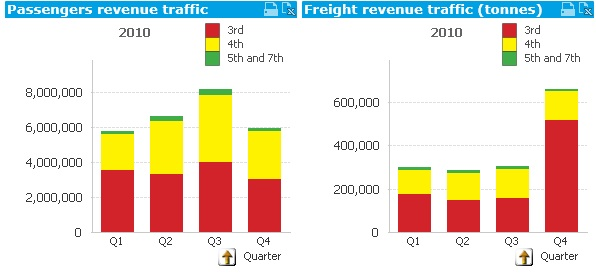 Passengers revenue traffic
2010
3rd
4th
5th and 7th
8,000,000
6,000,000
4,000,000
2,000,000
0
Q1 Q2 Q3 Q4
Quarter
Freight revenue traffic (tonnes)
2010
3rd
4th
5th and 7th
600,000
400,000
200,000
0
Q1 Q2 Q3 Q4
Quarter